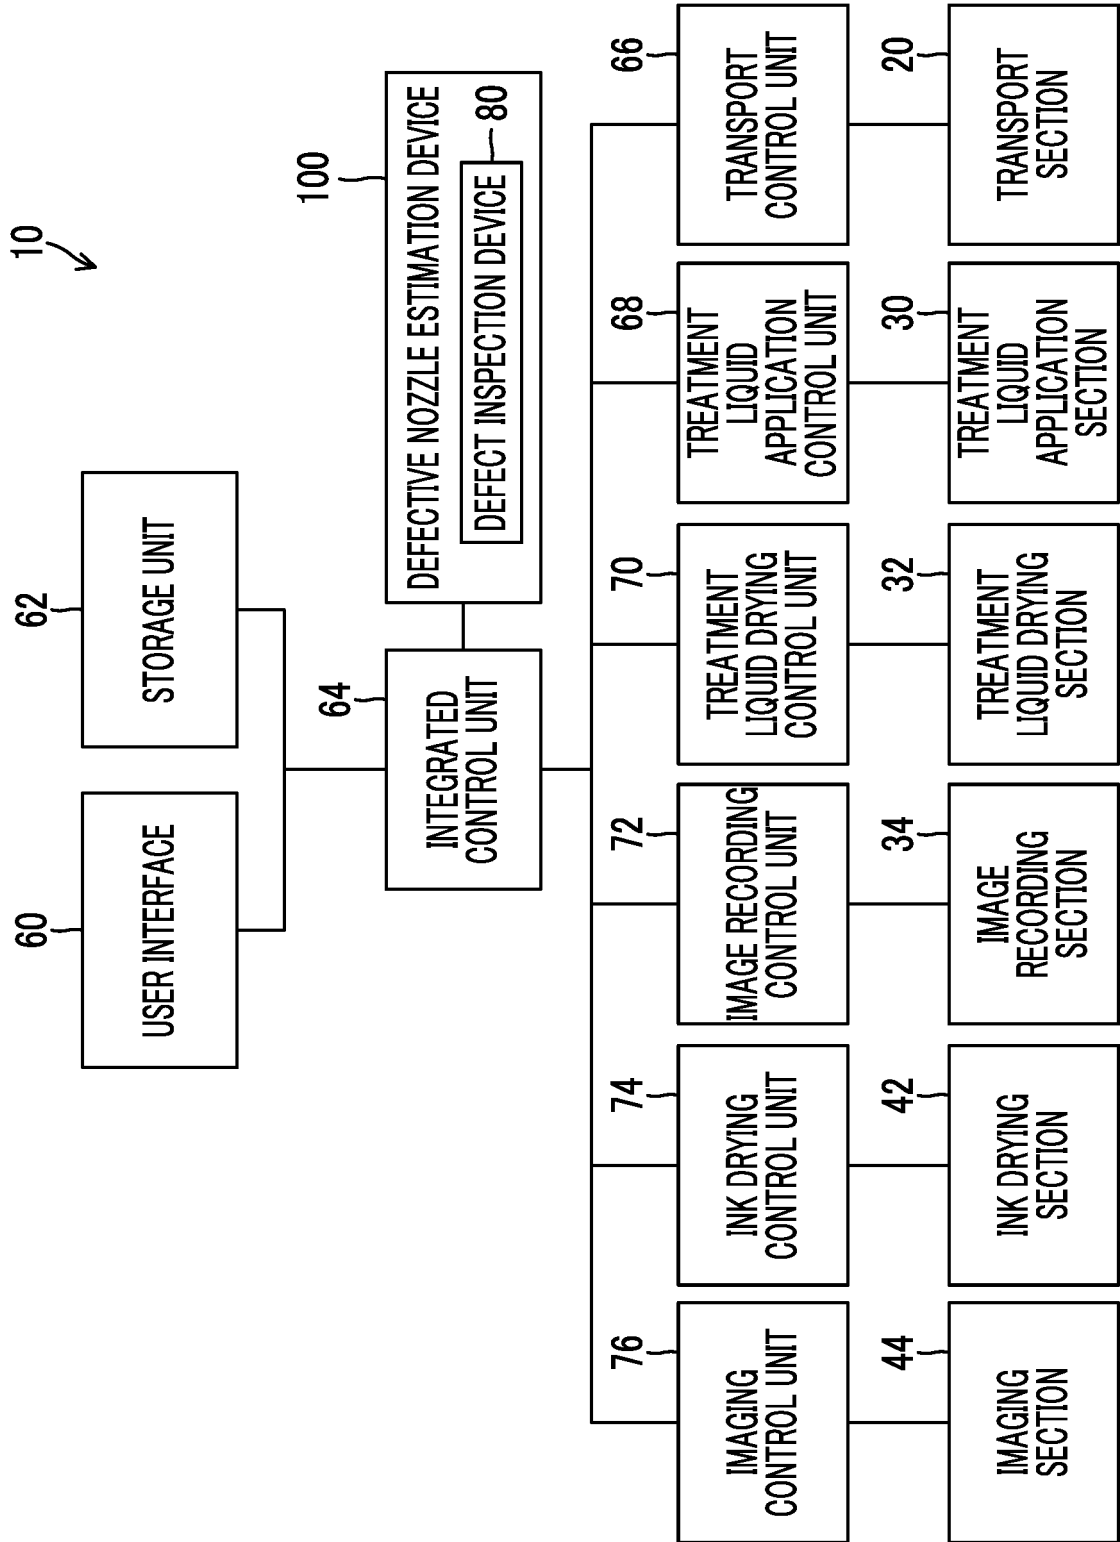 10
60
USER INTERFACE
62
STORAGE UNIT
64
INTEGRATED
CONTROL UNIT
100
DEFECTIVE NOZZLE ESTIMATION DEVICE
80
DEFECT INSPECTION DEVICE
76
IMAGING
CONTROL UNIT
74
INK DRYING
CONTROL UNIT
72
IMAGE RECORDING
CONTROL UNIT
70
TREATMENT
LIQUID DRYING
CONTROL UNIT
68
TREATMENT
LIQUID
APPLICATION
CONTROL UNIT
66
TRANSPORT
CONTROL UNIT
44
IMAGING
SECTION
42
INK DRYING
SECTION
34
IMAGE
RECORDING
SECTION
32
TREATMENT
LIQUID DRYING
SECTION
30
TREATMENT
LIQUID
APPLICATION
SECTION
20
TRANSPORT
SECTION